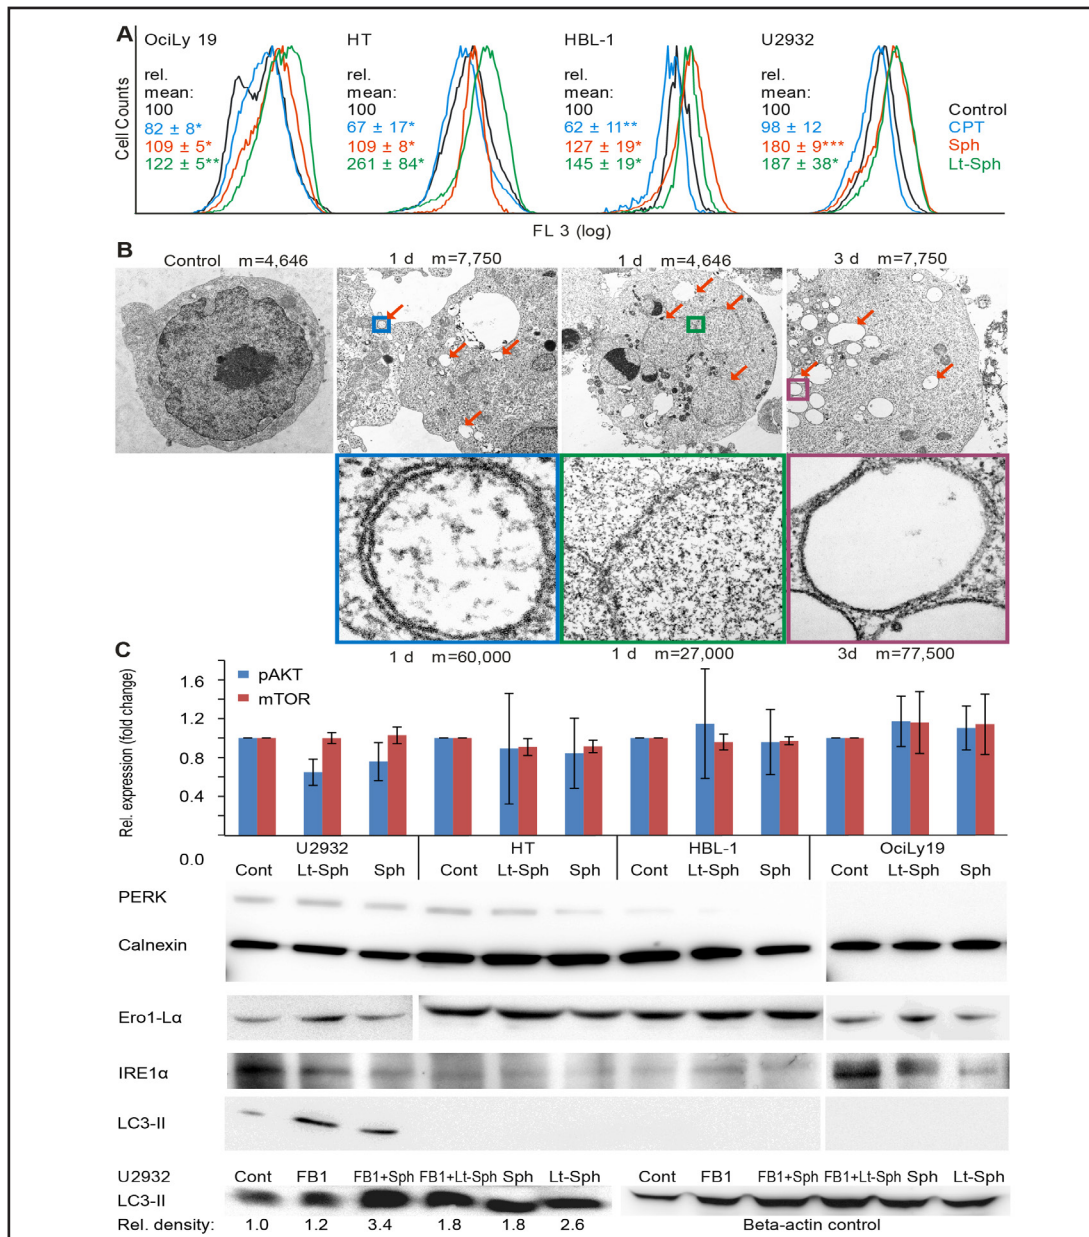 A
OciLy 19 HT HBL-1 U2932
rel. rel. rel. rel.
mean: mean: mean: mean:
100 100 100 100 Control
82 ± 8* 67 ± 17* 62 ± 11** 98 ± 12 CPT
109 ± 5* 109 ± 8* 127 ± 19* 180 ± 9*** Sph
122 ± 5** 261 ± 84* 145 ± 19* 187 ± 38* Lt-Sph
Cell Counts
FL 3 (log)
B
Control m=4,646 1 d m=7,750 1 d m=4,646 3 d m=7,750
1 d m=60,000 1 d m=27,000 3d m=77,500
C
Rel. expression (fold change)
1.6
1.2
0.8
0.4
0.0
pAKT
mTOR
U2932 HT HBL-1 OciLy19
Cont Lt-Sph Sph Cont Lt-Sph Sph Cont Lt-Sph Sph Cont Lt-Sph Sph
PERK
Calnexin
Ero1-Lα
IRE1α
LC3-II
U2932 Cont FB1 FB1+Sph FB1+Lt-Sph Sph Lt-Sph Cont FB1 FB1+Sph FB1+Lt-Sph Sph Lt-Sph
LC3-II
Rel. density: 1.0 1.2 3.4 1.8 1.8 2.6 Beta-actin control